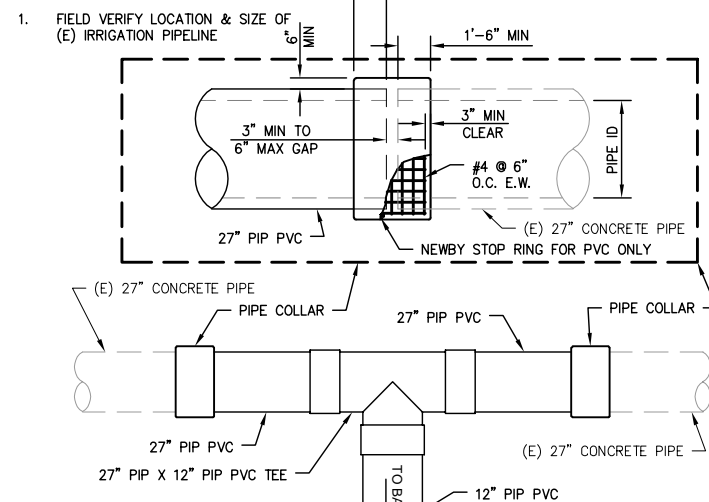 1. FIELD VERIFY LOCATION & SIZE OF
(E) IRRIGATION PIPELINE
6"
MIN
1'-6" MIN
3" MIN
CLEAR
3" MIN TO
6" MAX GAP
PIPE ID
#4 @ 6"
O.C. E.W.
27" PIP PVC
(E) 27" CONCRETE PIPE
NEWBY STOP RING FOR PVC ONLY
(E) 27" CONCRETE PIPE
PIPE COLLAR
27" PIP PVC
PIPE COLLAR
27" PIP PVC
(E) 27" CONCRETE PIPE
27" PIP X 12" PIP PVC TEE
TO
12" PIP PVC